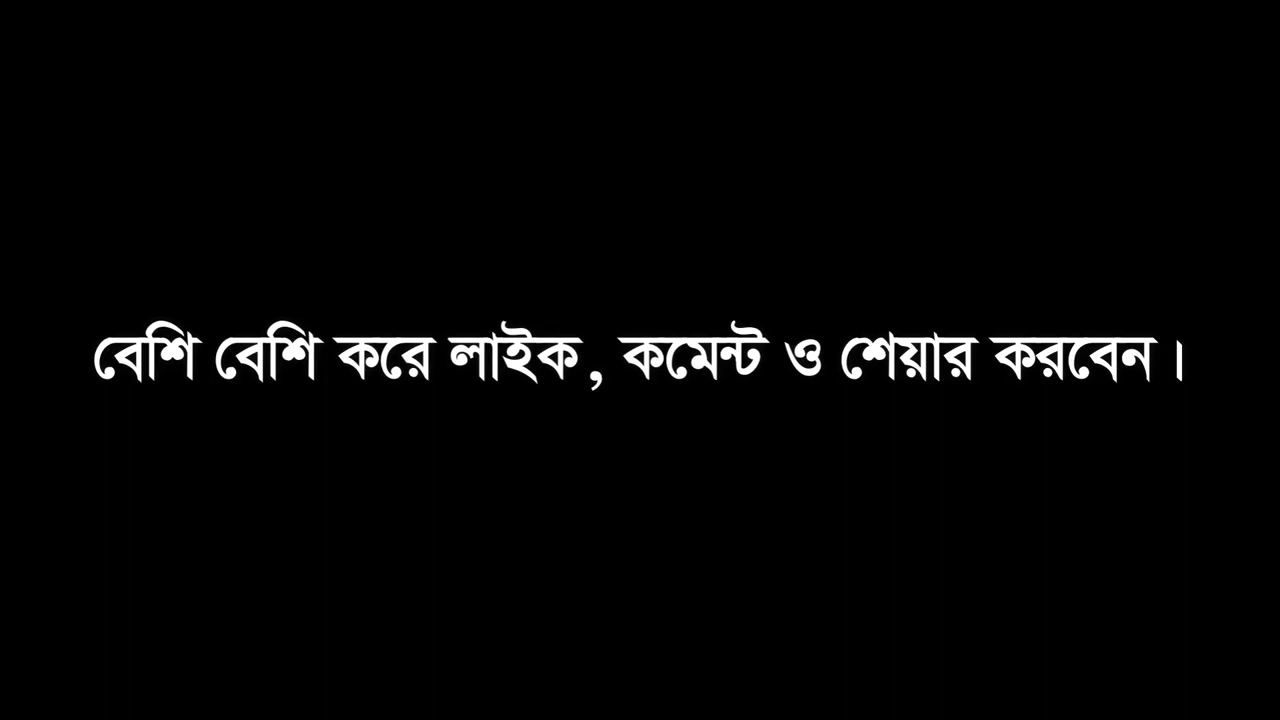 বেশি বেশি করে লাইক, কমেন্ট ও শেয়ার করবেন।